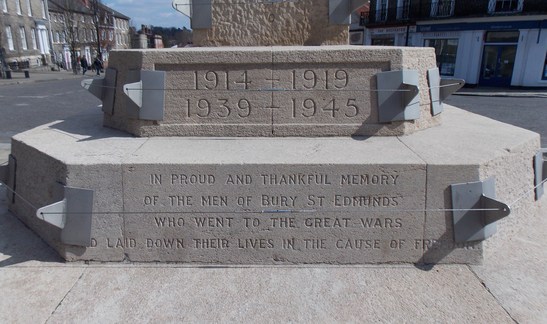 1914 - 1919
1939 - 1945
IN PROUD AND THANKFUL MEMORY
OF THE MEN OF BURY ST EDMUNDS
WHO WENT TO THE GREAT WARS
LAID DOWN THEIR LIVES IN THE CAUSE OF